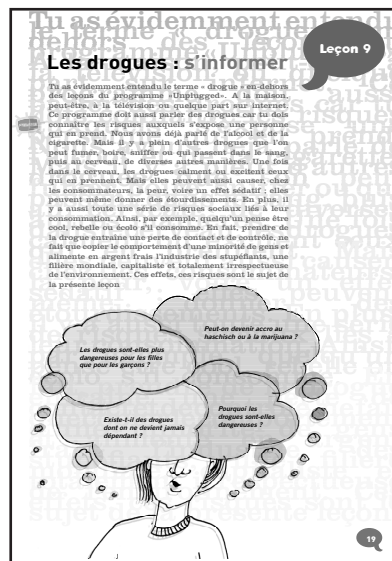 Leçon 9
Les drogues : s'informer
Tu as évidemment entendu le terme « drogue » en-dehors
des leçons du programme «Unplugged». A la maison,
peut-être, à la télévision ou quelque part sur internet.
Ce programme doit aussi parler des drogues car tu dois
connaître les risques auxquels s'expose une personne
qui en prend. Nous avons déjà parlé de l'alcool et de la
cigarette. Mais il y a plein d'autres drogues que l'on
peut fumer, boire, sniffer ou qui passent dans le sang,
puis au cerveau, de diverses autres manières. Une fois
dans le cerveau, les drogues calment ou excitent ceux
qui en prennent. Mais elles peuvent aussi causer, chez
les consommateurs, la peur, voire un effet sédatif ; elles
peuvent même donner des étourdissements. En plus, il
y a aussi toute une série de risques sociaux liés à leur
consommation. Ainsi, par exemple, quelqu'un pense être
cool, rebelle ou écolo s'il consomme. En fait, prendre de
la drogue entraine une perte de contact et de contrôle, ne
fait que copier le comportement d'une minorité de gens et
alimente en argent frais l'industrie des stupéfiants, une
filière mondiale, capitaliste et totalement irrespectueuse
de l'environnement. Ces effets, ces risques sont le sujet de
la présente leçon
Peut-on devenir accro au
haschisch ou à la marijuana ?
Les drogues sont-elles plus
dangereuses pour les filles
que pour les garçons ?
Existe-t-il des drogues
dont on ne devient jamais
dépendant ?
Pourquoi les
drogues sont-elles
dangereuses ?
19